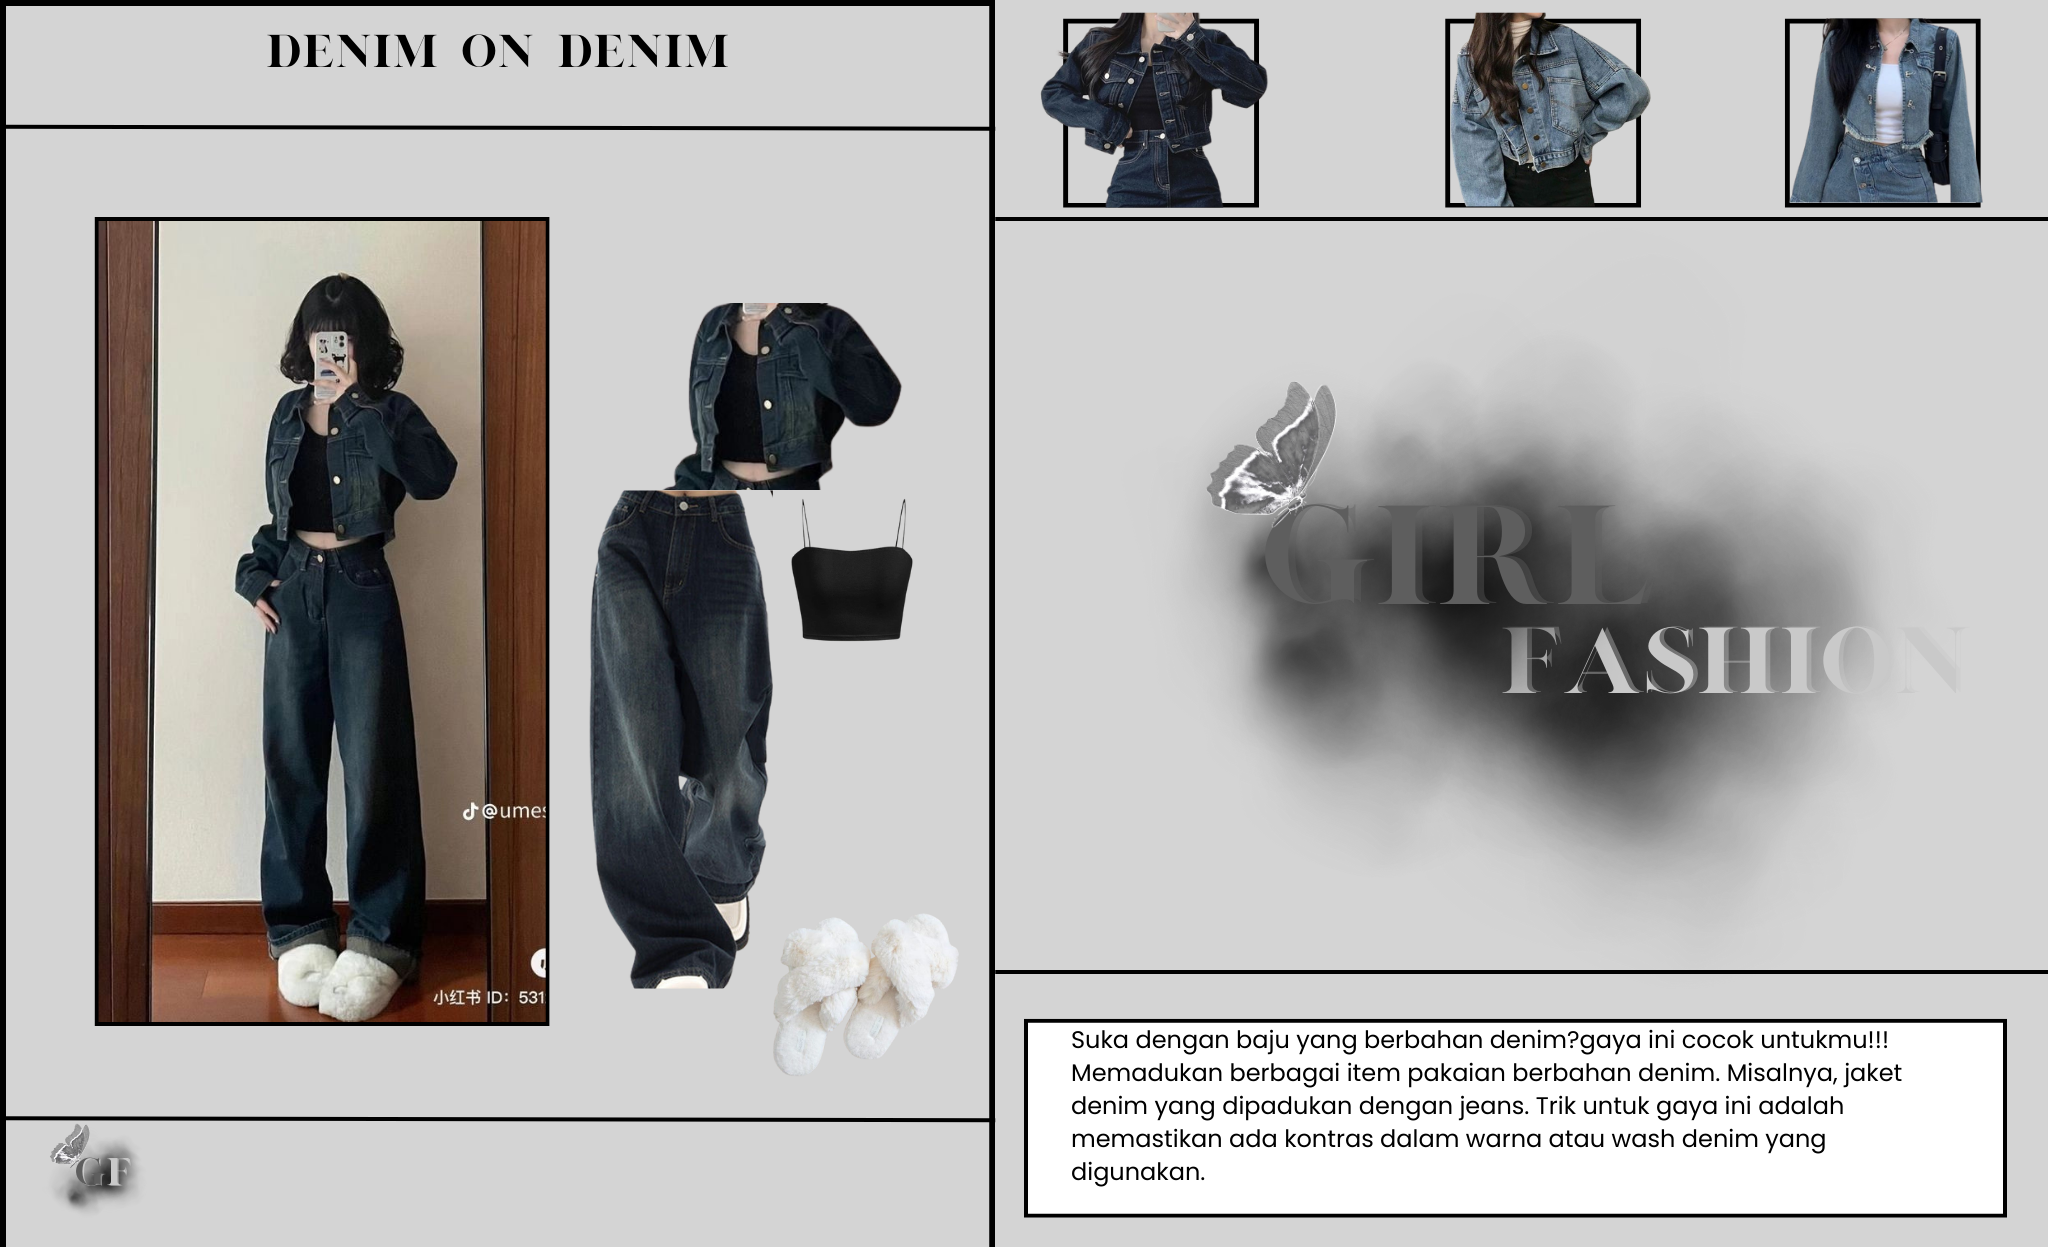 DENIM ON DENIM
@umes
小红书 ID: 531
GF
GIRL
FASHION
Suka dengan baju yang berbahan denim?gaya ini cocok untukmu!!!
Memadukan berbagai item pakaian berbahan denim. Misalnya, jaket
denim yang dipadukan dengan jeans. Trik untuk gaya ini adalah
memastikan ada kontras dalam warna atau wash denim yang
digunakan.